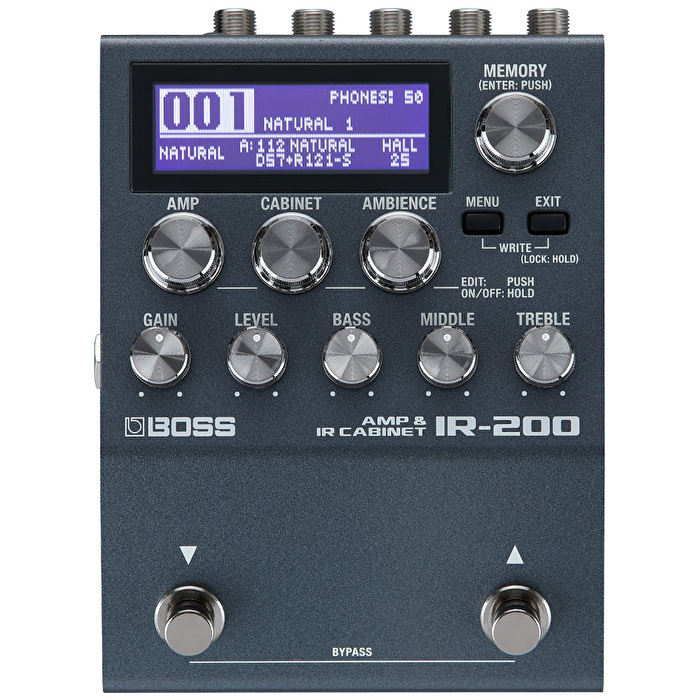 MEMORY
(ENTER: PUSH)
001
PHONES: 50
NATURAL 1
NATURAL
A:112 NATURAL
D57+R121-S
HALL
25
AMP
CABINET
AMBIENCE
MENU
EXIT
WRITE
(LOCK: HOLD)
EDIT: PUSH
ON/OFF: HOLD
GAIN
LEVEL
BASS
MIDDLE
TREBLE
BOSS
AMP &
IR CABINET
IR-200
▼
▲
BYPASS